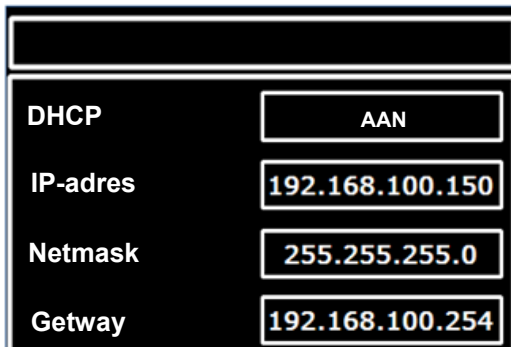 DHCP AAN
IP-adres 192.168.100.150
Netmask 255.255.255.0
Getway 192.168.100.254